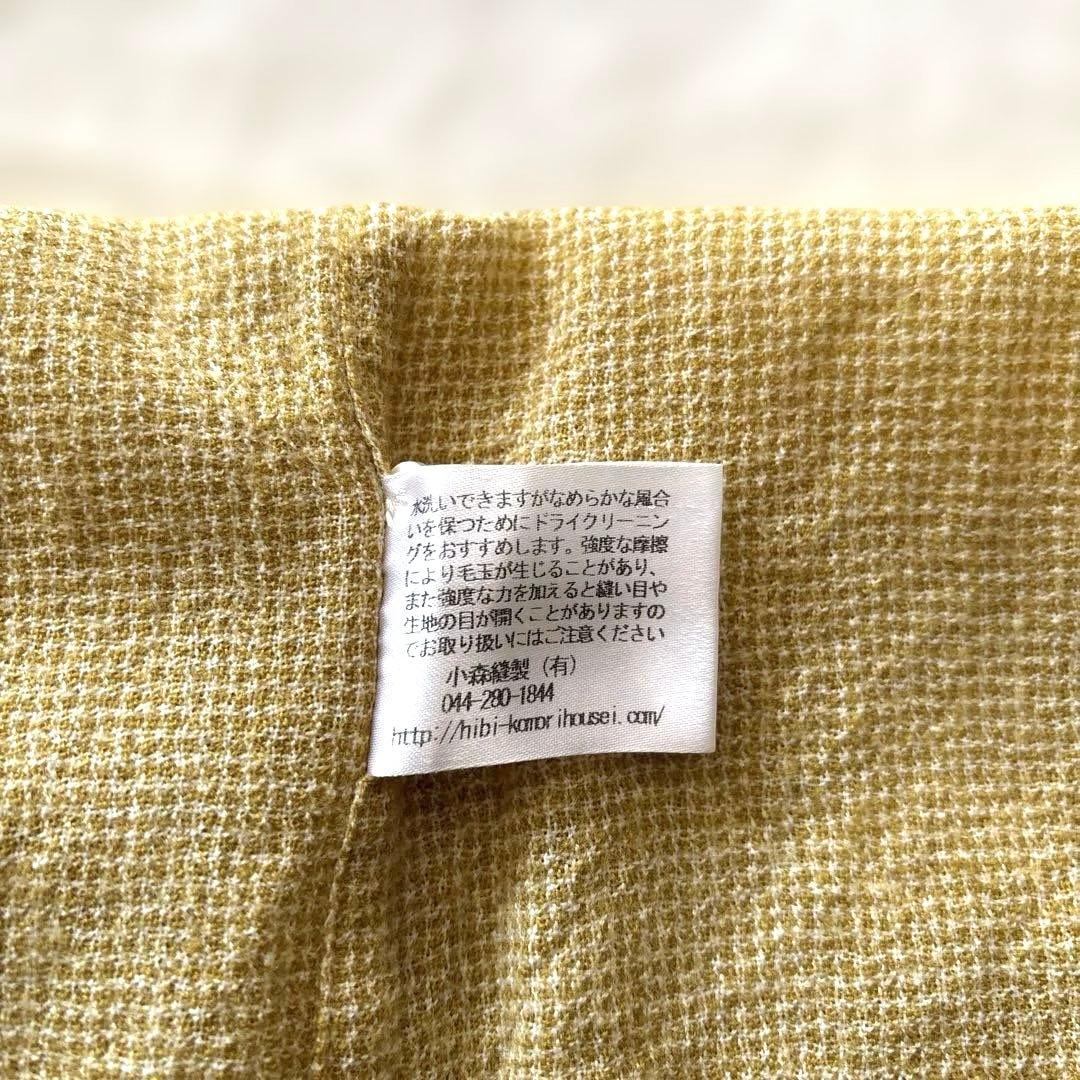 水洗いできますがなめらかな風合
いを保つためにドライクリーニン
グをおすすめします。強度な摩擦
により毛玉が生じることがあり、
また強度な力を加えると縫い目や
生地の目が開くことがありますの
でお取り扱いにはご注意ください
小森縫製（有）
044-280-1844
http://hibi-komorihousei.com/